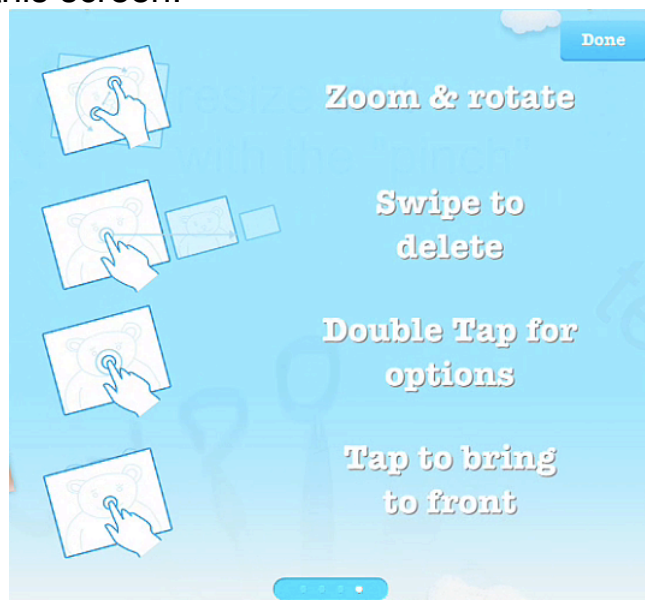 Done
Zoom & rotate
Swipe to
delete
Double Tap for
options
Tap to bring
to front